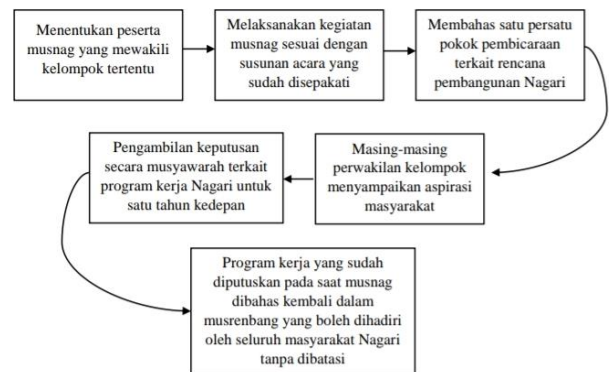 Menentukan peserta
musnag yang mewakili
kelompok tertentu
Melaksanakan kegiatan
musnag sesuai dengan
susunan acara yang
sudah disepakati
Membahas satu persatu
pokok pembicaraan
terkait rencana
pembangunan Nagari
Masing-masing
perwakilan kelompok
menyampaikan aspirasi
masyarakat
Pengambilan keputusan
secara musyawarah terkait
program kerja Nagari untuk
satu tahun kedepan
Program kerja yang sudah
diputuskan pada saat musnag
dibahas kembali dalam
musrenbang yang boleh dihadiri
oleh seluruh masyarakat Nagari
tanpa dibatasi